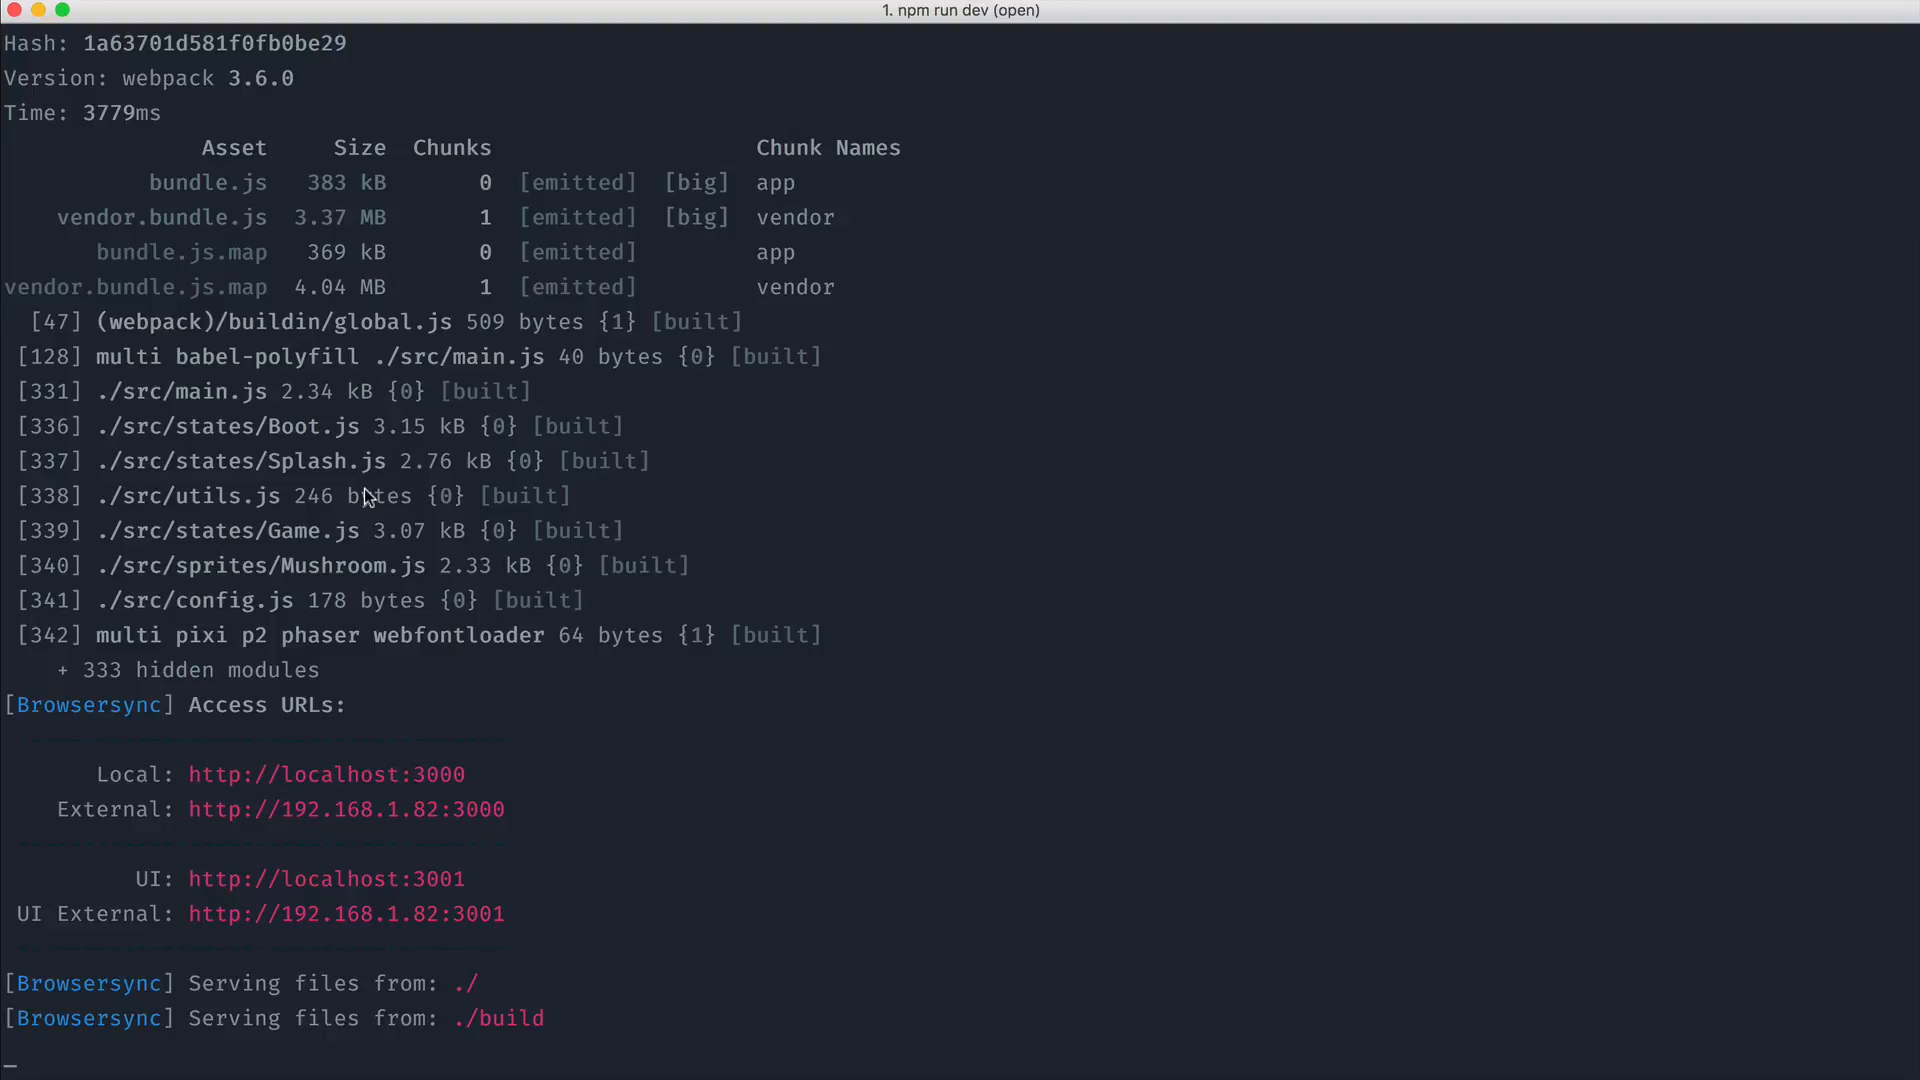 1. npm run dev (open)
Hash: 1a63701d581f0fb0be29
Version: webpack 3.6.0
Time: 3779ms
Asset Size Chunks Chunk Names
bundle.js 383 kB 0 [emitted] [big] app
vendor.bundle.js 3.37 MB 1 [emitted] [big] vendor
bundle.js.map 369 kB 0 [emitted] app
vendor.bundle.js.map 4.04 MB 1 [emitted] vendor
[47] (webpack)/buildin/global.js 509 bytes {1} [built]
[128] multi babel-polyfill ./src/main.js 40 bytes {0} [built]
[331] ./src/main.js 2.34 kB {0} [built]
[336] ./src/states/Boot.js 3.15 kB {0} [built]
[337] ./src/states/Splash.js 2.76 kB {0} [built]
[338] ./src/utils.js 246 bytes {0} [built]
[339] ./src/states/Game.js 3.07 kB {0} [built]
[340] ./src/sprites/Mushroom.js 2.33 kB {0} [built]
[341] ./src/config.js 178 bytes {0} [built]
[342] multi pixi p2 phaser webfontloader 64 bytes {1} [built]
+ 333 hidden modules
[Browsersync] Access URLs:
Local: http://localhost:3000
External: http://192.168.1.82:3000
UI: http://localhost:3001
UI External: http://192.168.1.82:3001
[Browsersync] Serving files from: ./
[Browsersync] Serving files from: ./build